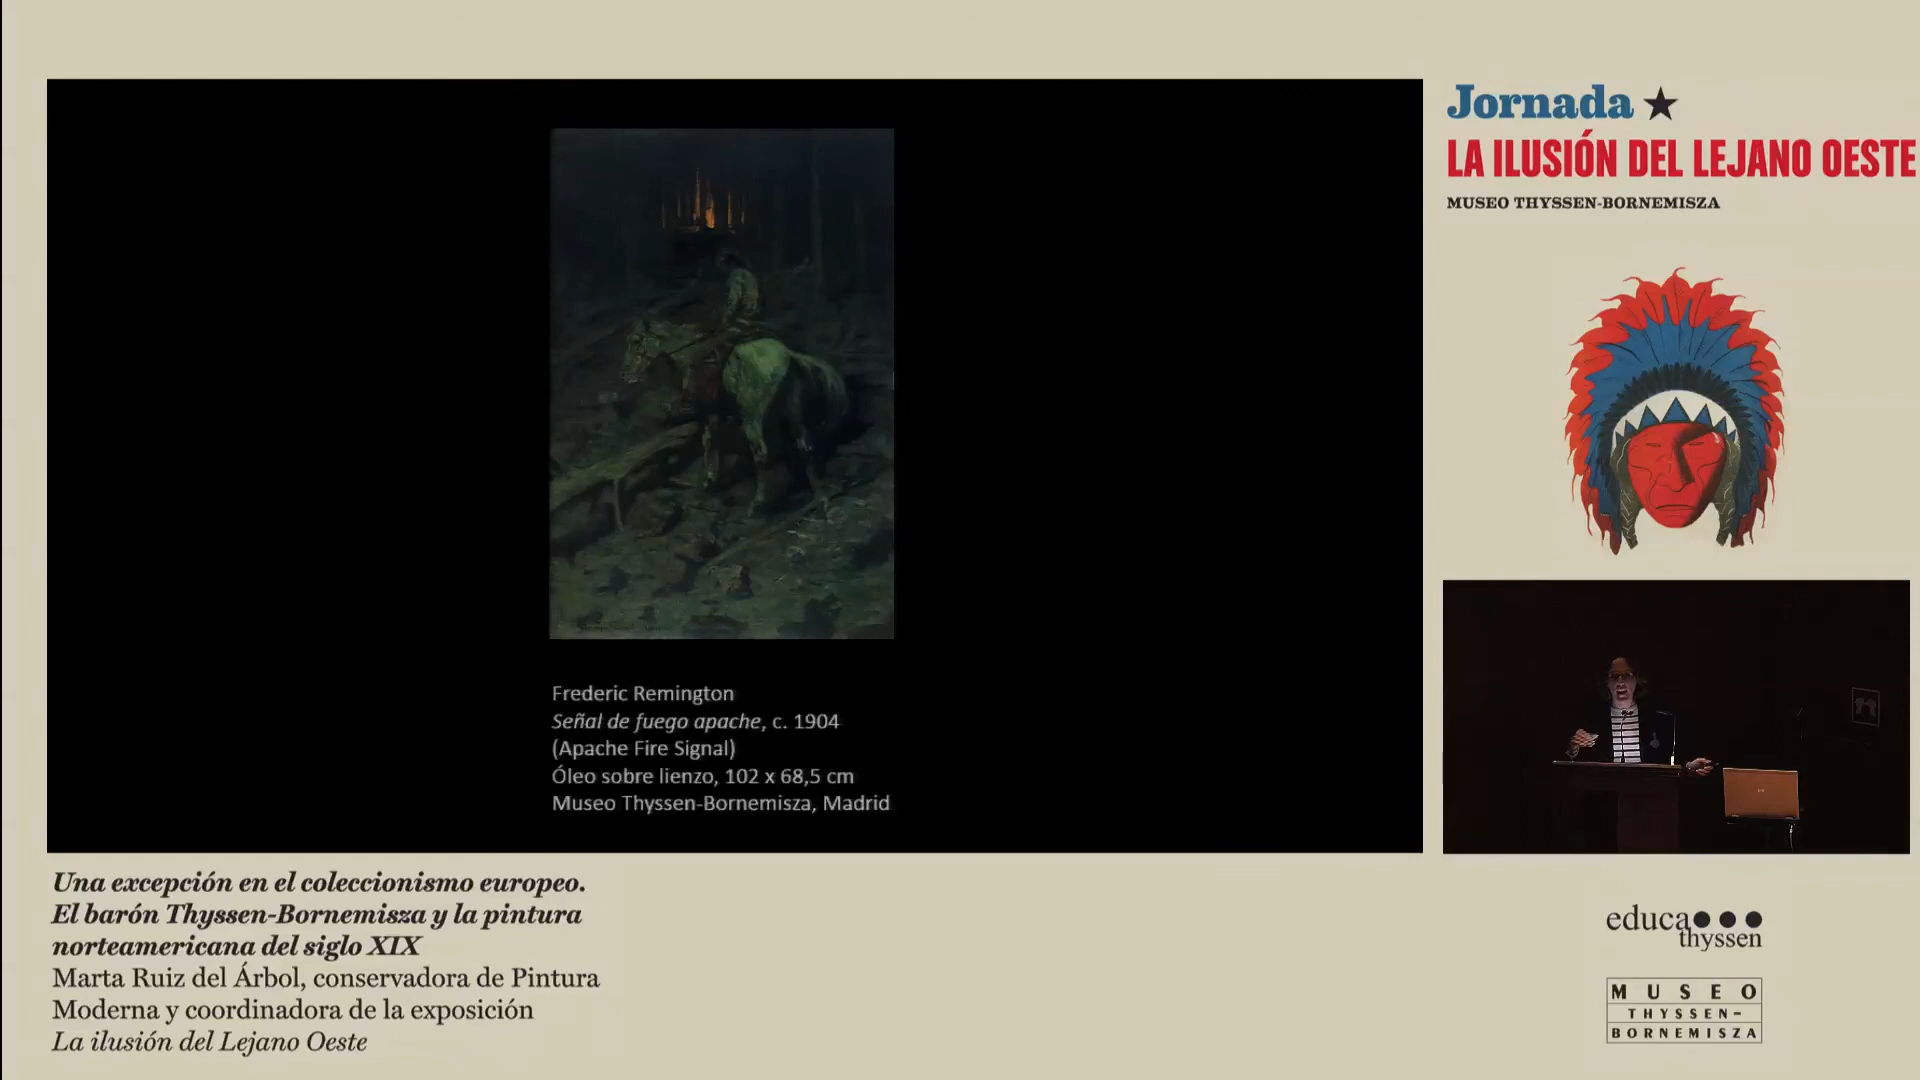 Jornada
LA ILUSIÓN DEL LEJANO OESTE
MUSEO THYSSEN-BORNEMISZA
Frederic Remington
Señal de fuego apache, c. 1904
(Apache Fire Signal)
Óleo sobre lienzo, 102 x 68,5 cm
Museo Thyssen-Bornemisza, Madrid
Una excepción en el coleccionismo europeo.
El barón Thyssen-Bornemisza y la pintura
norteamericana del siglo XIX
Marta Ruiz del Árbol, conservadora de Pintura
Moderna y coordinadora de la exposición
La ilusión del Lejano Oeste
educa
thyssen
MUSEO
THYSSEN-
BORNEMISZA